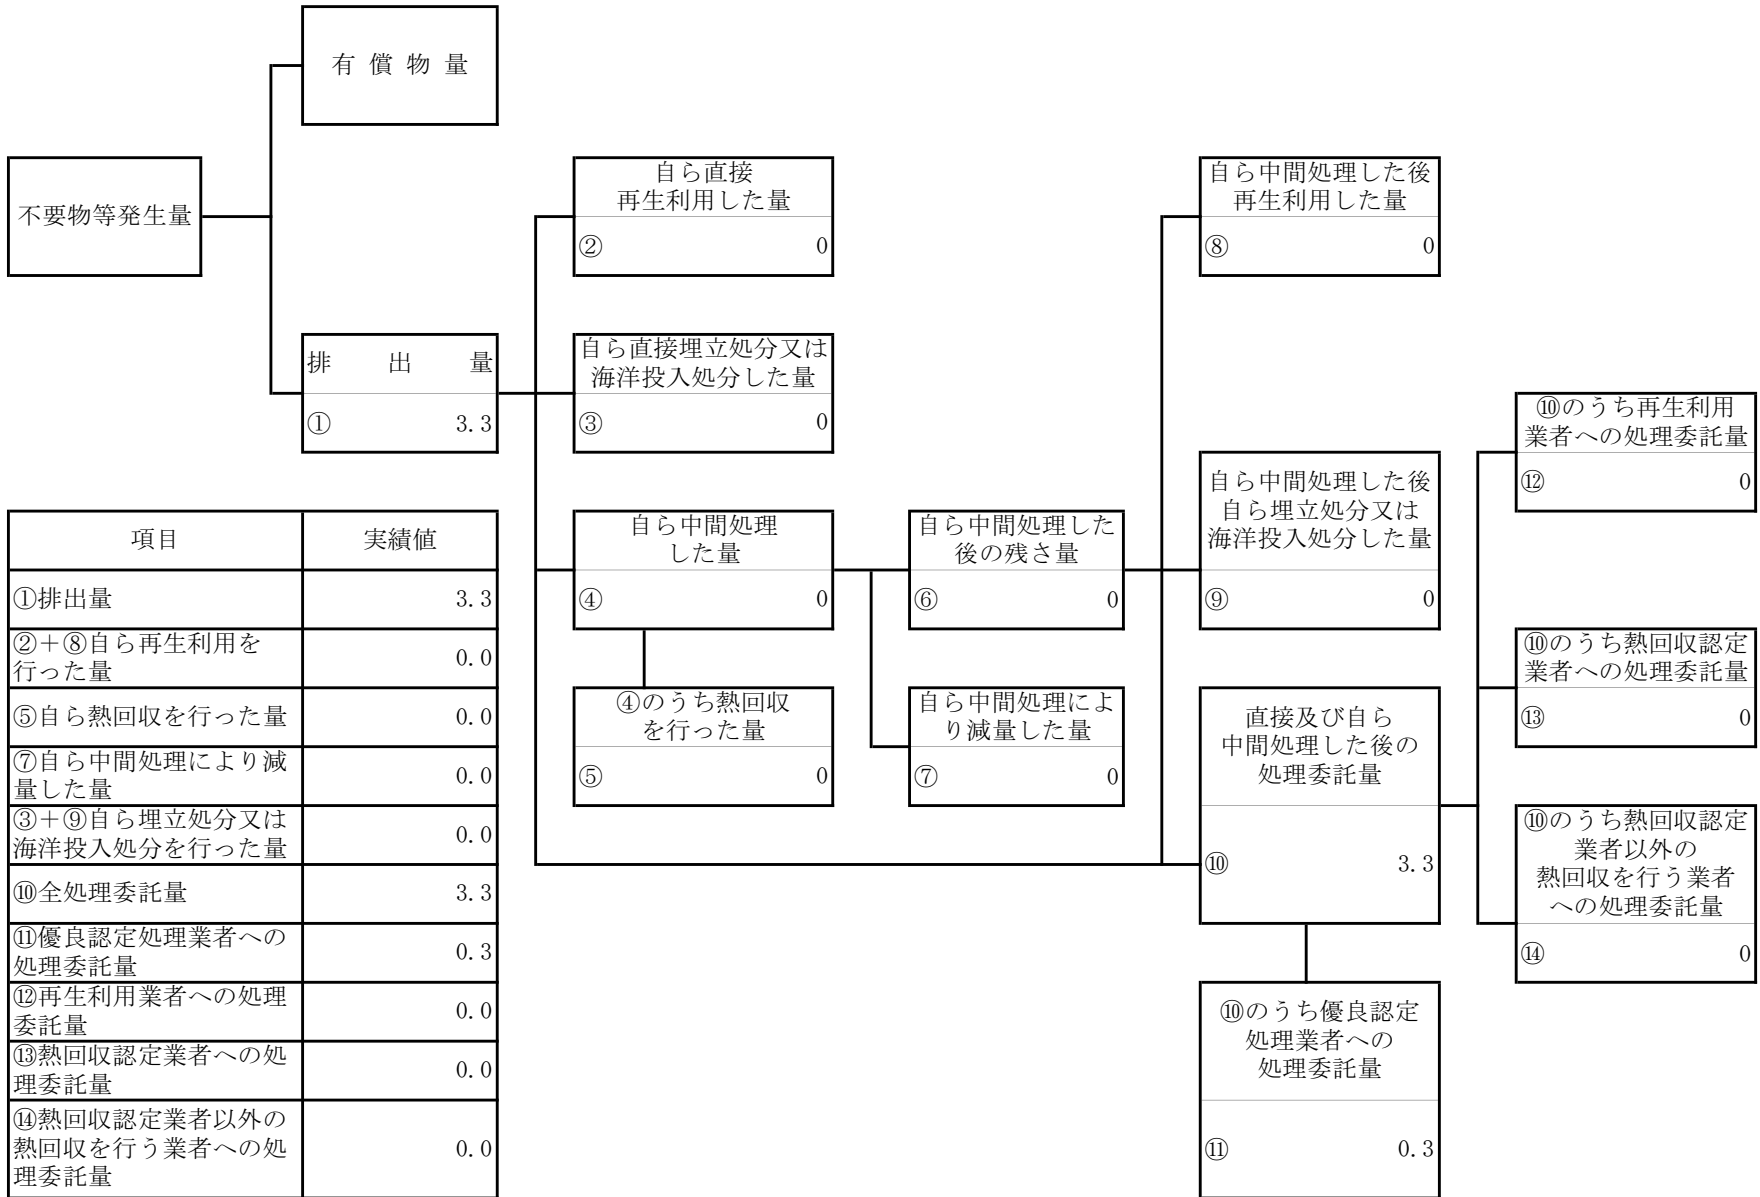 有 償 物 量
不要物等発生量
自ら直接
再生利用した量
② 0
自ら中間処理した後
再生利用した量
⑧ 0
排 出 量
① 3.3
自ら直接埋立処分又は
海洋投入処分した量
③ 0
⑩のうち再生利用
業者への処理委託量
⑫ 0
自ら中間処理
した量
④ 0
自ら中間処理した
後の残さ量
⑥ 0
自ら中間処理した後
自ら埋立処分又は
海洋投入処分した量
⑨ 0
⑩のうち熱回収認定
業者への処理委託量
⑬ 0
④のうち熱回収
を行った量
⑤ 0
自ら中間処理によ
り減量した量
⑦ 0
直接及び自ら
中間処理した後の
処理委託量
⑩ 3.3
⑩のうち熱回収認定
業者以外の
熱回収を行う業者
への処理委託量
⑭ 0
⑩のうち優良認定
処理業者への
処理委託量
⑪ 0.3
項目 実績値
①排出量 3.3
②+⑧自ら再生利用を
行った量 0.0
⑤自ら熱回収を行った量 0.0
⑦自ら中間処理により減
量した量 0.0
③+⑨自ら埋立処分又は
海洋投入処分を行った量 0.0
⑩全処理委託量 3.3
⑪優良認定処理業者への
処理委託量 0.3
⑫再生利用業者への処理
委託量 0.0
⑬熱回収認定業者への処
理委託量 0.0
⑭熱回収認定業者以外の
熱回収を行う業者への処
理委託量 0.0